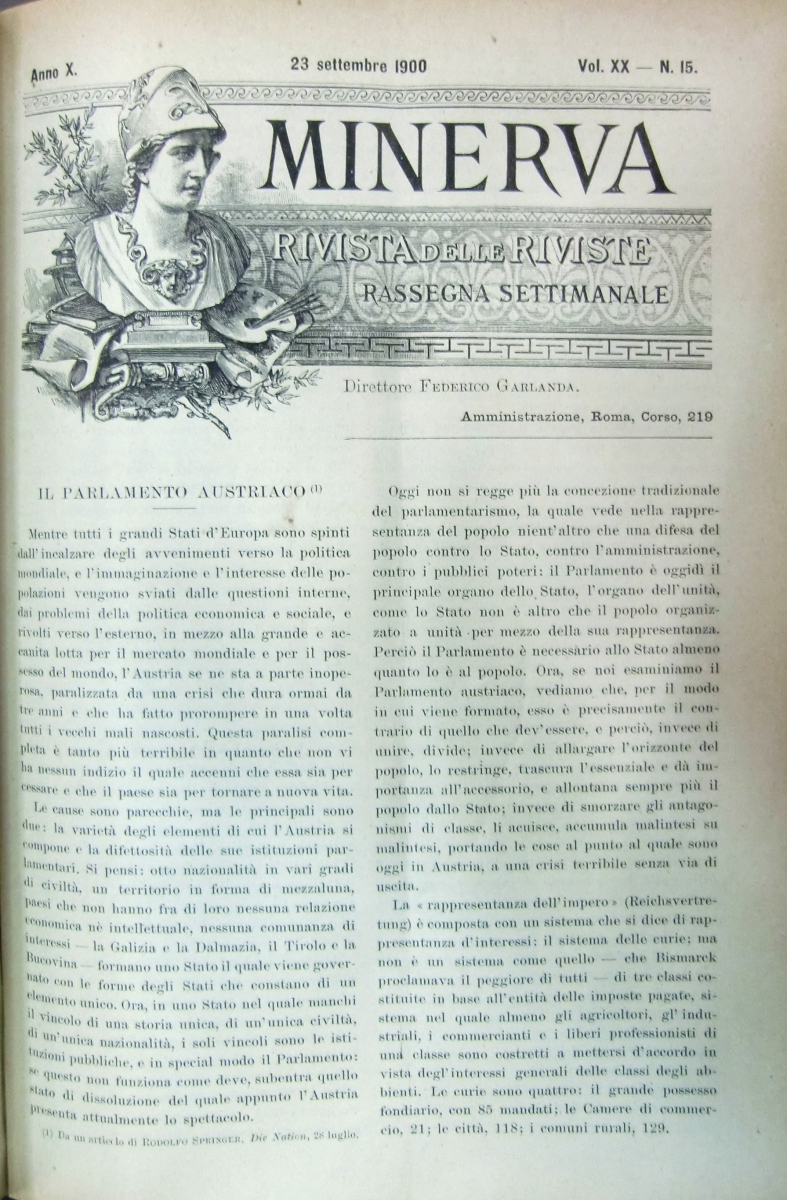 Anno X.
23 settembre 1900
Vol. XX — N. 15.
MINERVA
RIVISTA DELLE RIVISTE
RASSEGNA SETTIMANALE
Direttore FEDERICO GARLANDA.
Amministrazione, Roma, Corso, 219
IL PARLAMENTO AUSTRIACO (1)
Mentre tutti i grandi Stati d'Europa sono spinti
dall'incalzare degli avvenimenti verso la politica
mondiale, e l'immaginazione e l'interesse delle po-
polazioni vengono sviati dalle questioni interne,
dai problemi della politica economica e sociale, e
rivolti verso l'esterno, in mezzo alla grande e ac-
canita lotta per il mercato mondiale e per il pos-
sesso del mondo, l'Austria se ne sta a parte inope-
rosa, paralizzata da una crisi che dura ormai da
tre anni e che ha fatto prorompere in una volta
tutti i vecchi mali nascosti. Questa paralisi com-
pleta è tanto più terribile in quanto che non vi
ha nessun indizio il quale accenni che essa sia per
cessare e che il paese sia per tornare a nuova vita.
Le cause sono parecchie, ma le principali sono
due: la varietà degli elementi di cui l'Austria si
compone e la difettosità delle sue istituzioni par-
lamentari. Si pensi: otto nazionalità in vari gradi
di civiltà, un territorio in forma di mezzaluna,
paesi che non hanno fra di loro nessuna relazione
economica nè intellettuale, nessuna comunanza di
interessi — la Galizia e la Dalmazia, il Tirolo e la
Bucovina — formano uno Stato il quale viene gover-
nato con le forme degli Stati che constano di un
elemento unico. Ora, in uno Stato nel quale manchi
il vincolo di una storia unica, di un'unica civiltà,
di un'unica nazionalità, i soli vincoli sono le isti-
tuzioni pubbliche, e in special modo il Parlamento:
se questo non funziona come deve, subentra quello
stato di dissoluzione del quale appunto l'Austria
presenta attualmente lo spettacolo.
(1) Da un articolo di RODOLFO SPRINGER, Die Nation, 28 luglio.
Oggi non si regge più la concezione tradizionale
del parlamentarismo, la quale vede nella rappre-
sentanza del popolo nient'altro che una difesa del
popolo contro lo Stato, contro l'amministrazione,
contro i pubblici poteri: il Parlamento è oggidì il
principale organo dello Stato, l'organo dell'unità,
come lo Stato non è altro che il popolo organiz-
zato a unità per mezzo della sua rappresentanza.
Perciò il Parlamento è necessario allo Stato almeno
quanto lo è al popolo. Ora, se noi esaminiamo il
Parlamento austriaco, vediamo che, per il modo
in cui viene formato, esso è precisamente il con-
trario di quello che dev'essere, e perciò, invece di
unire, divide; invece di allargare l'orizzonte del
popolo, lo restringe, trascura l'essenziale e dà im-
portanza all'accessorio, e allontana sempre più il
popolo dallo Stato; invece di smorzare gli antago-
nismi di classe, li acuisce, accumula malintesi su
malintesi, portando le cose al punto al quale sono
oggi in Austria, a una crisi terribile senza via di
uscita.
La « rappresentanza dell'impero » (Reichsvertre-
tung) è composta con un sistema che si dice di rap-
presentanza d'interessi: il sistema delle curie; ma
non è un sistema come quello — che Bismarck
proclamava il peggiore di tutti — di tre classi co-
stituite in base all'entità delle imposte pagate, si-
stema nel quale almeno gli agricoltori, gl'indu-
striali, i commercianti e i liberi professionisti di
una classe sono costretti a mettersi d'accordo in
vista degl'interessi generali delle classi degli ab-
bienti. Le curie sono quattro: il grande possesso
fondiario, con 85 mandati; le Camere di commer-
cio, 21; le città, 118; i comuni rurali, 129.